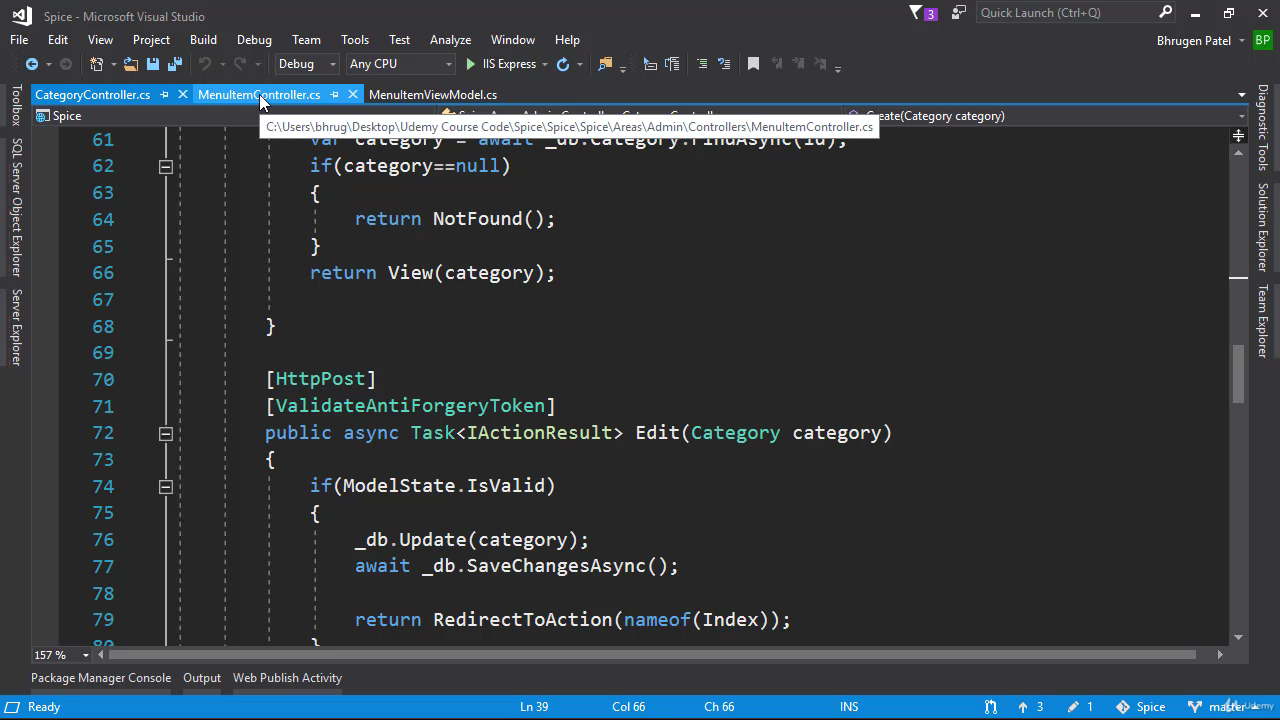 Spice - Microsoft Visual Studio
3
Quick Launch (Ctrl+Q)
File Edit View Project Build Debug Team Tools Test Analyze Window Help
Bhrugen Patel
BP
Debug Any CPU IIS Express
CategoryController.cs MenuItemController.cs MenuItemViewModel.cs
Spice
Create(Category category)
C:\Users\bhrug\Desktop\Udemy Course Code\Spice\Spice\Spice\Areas\Admin\Controllers\MenuItemController.cs
61 var category = await _db.Category.FindAsync(id);
62 if(category==null)
63 {
64 return NotFound();
65 }
66 return View(category);
67
68 }
69
70 [HttpPost]
71 [ValidateAntiForgeryToken]
72 public async Task<IActionResult> Edit(Category category)
73 {
74 if(ModelState.IsValid)
75 {
76 _db.Update(category);
77 await _db.SaveChangesAsync();
78
79 return RedirectToAction(nameof(Index));
80 }
Toolbox
SQL Server Object Explorer
Server Explorer
Diagnostic Tools
Solution Explorer
Team Explorer
157 %
Package Manager Console Output Web Publish Activity
Ready Ln 39 Col 66 Ch 66 INS 3 1 Spice master
Udemy